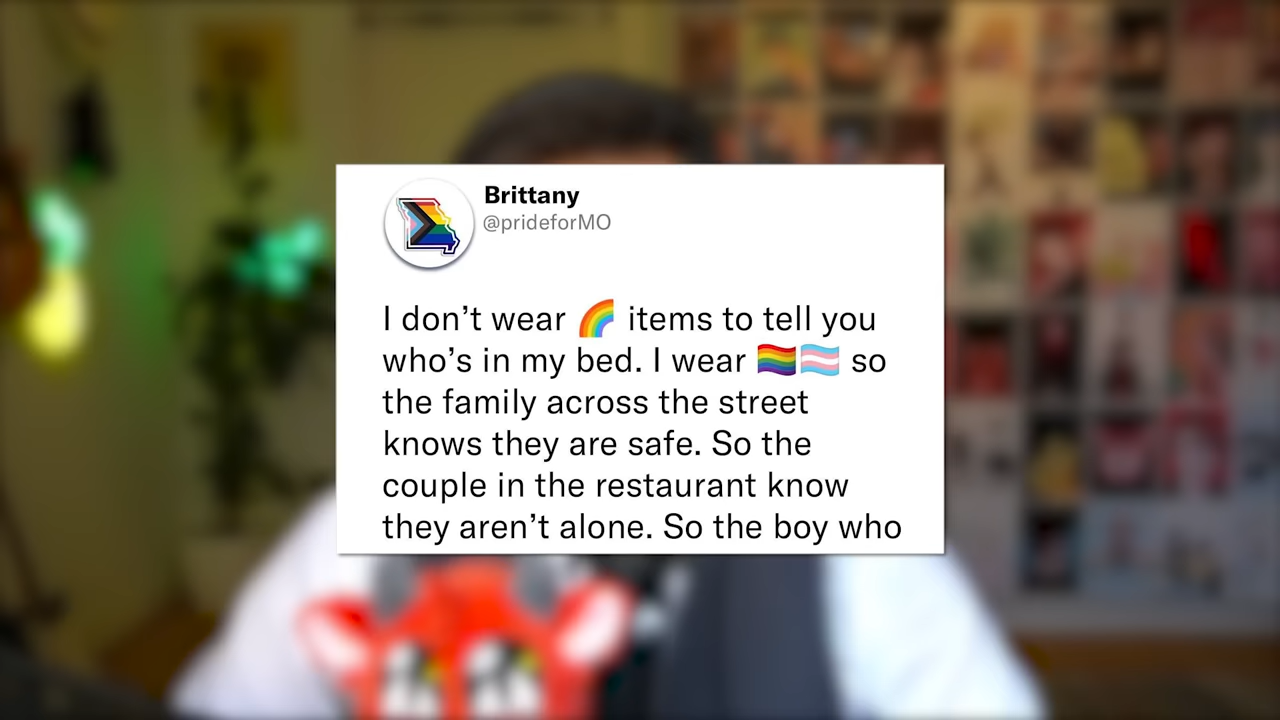 Brittany
@prideforMO
I don’t wear 🌈 items to tell you
who’s in my bed. I wear 🏳️‍🌈🏳️‍⚧️ so
the family across the street
knows they are safe. So the
couple in the restaurant know
they aren’t alone. So the boy who